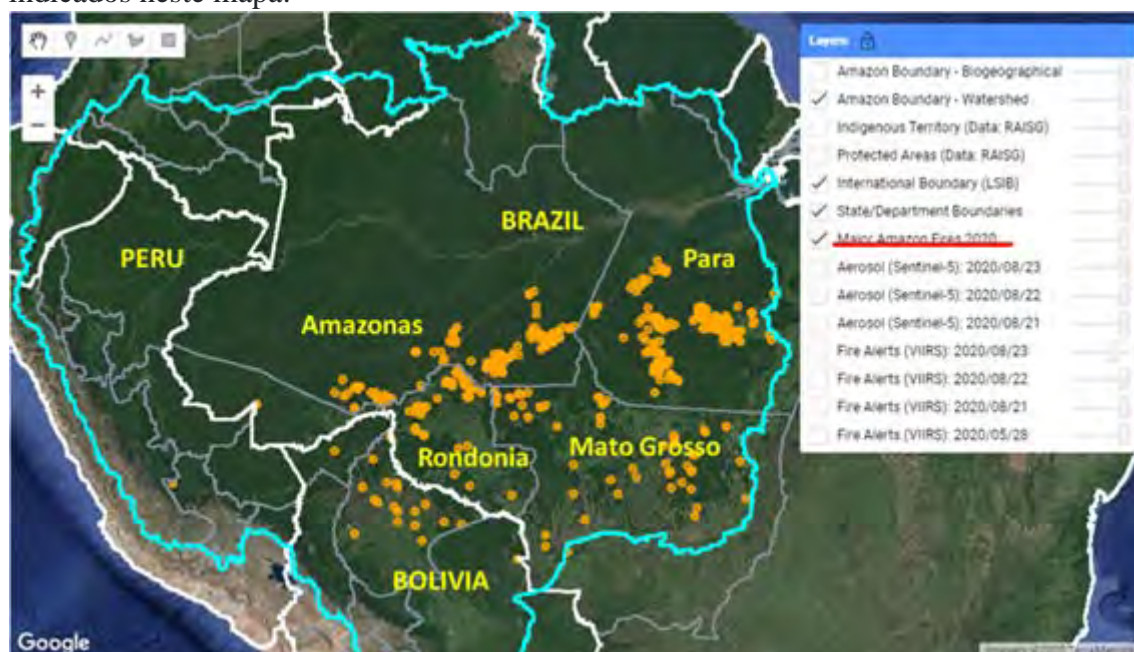 indicados neste mapa.
Layers
Amazon Boundary - Biogeographical
Amazon Boundary - Watershed
Indigenous Territory (Data: RAISG)
Protected Areas (Data: RAISG)
International Boundary (LSIB)
State/Department Boundaries
Major Amazon Fires 2020
Aerosol (Sentinel-5): 2020/08/23
Aerosol (Sentinel-5): 2020/08/22
Aerosol (Sentinel-5): 2020/08/21
Fire Alerts (VIIRS): 2020/08/23
Fire Alerts (VIIRS): 2020/08/22
Fire Alerts (VIIRS): 2020/08/21
Fire Alerts (VIIRS): 2020/05/28
BRAZIL
PERU
Para
Amazonas
Rondonia
Mato Grosso
BOLIVIA
Google